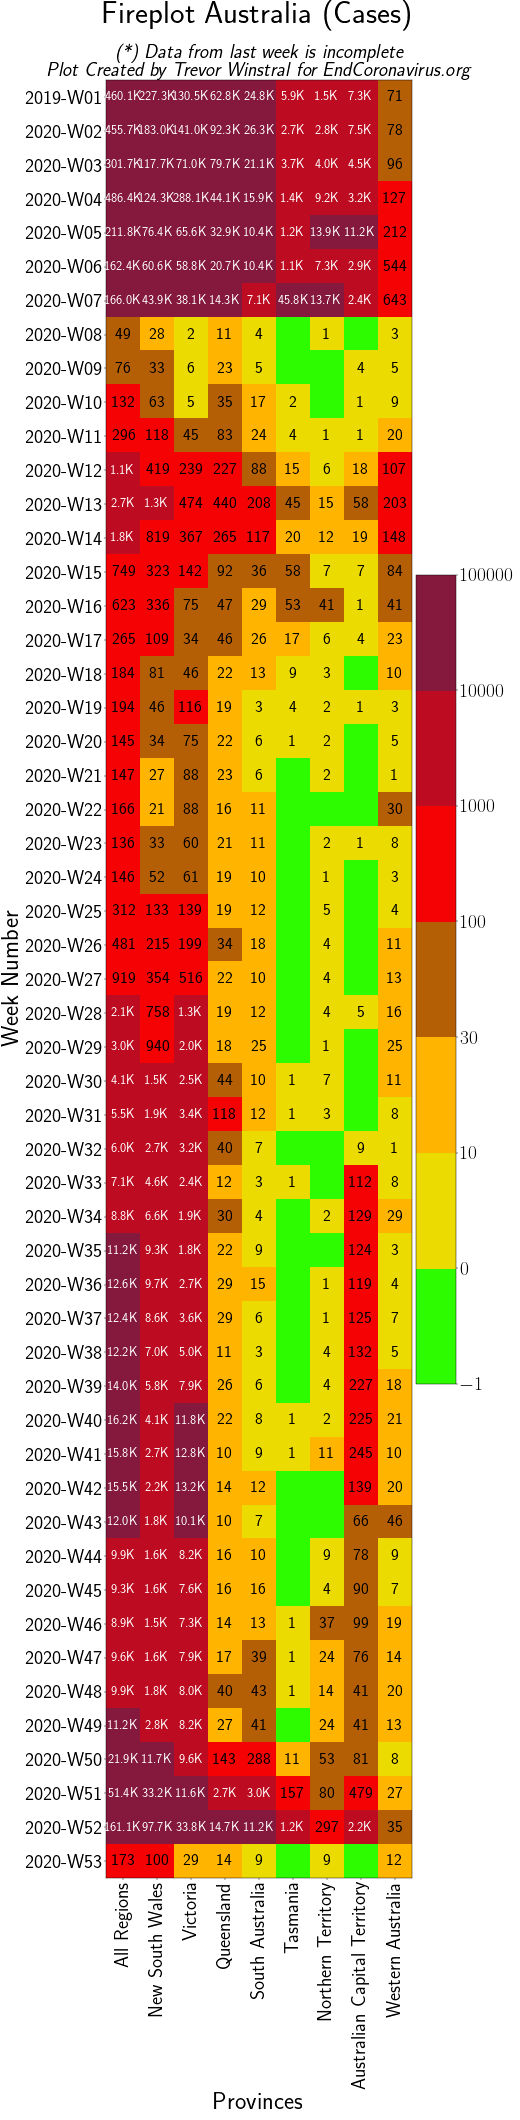 Fireplot Australia (Cases)
(*) Data from last week is incomplete
Plot Created by Trevor Winstral for EndCoronavirus.org
2019-W01 460.1K 227.3K 130.5K 62.8K 24.8K 5.9K 1.5K 7.3K 71
2020-W02 455.7K 183.0K 141.0K 92.3K 26.3K 2.7K 2.8K 7.5K 78
2020-W03 301.7K 117.7K 71.0K 79.7K 21.1K 3.7K 4.0K 4.5K 96
2020-W04 486.4K 124.3K 288.1K 44.1K 15.9K 1.4K 9.2K 3.2K 127
2020-W05 211.8K 76.4K 65.6K 32.9K 10.4K 1.2K 13.9K 11.2K 212
2020-W06 162.4K 60.6K 58.8K 20.7K 10.4K 1.1K 7.3K 2.9K 544
2020-W07 166.0K 43.9K 38.1K 14.3K 7.1K 45.8K 13.7K 2.4K 643
2020-W08 49 28 2 11 4 1 3
2020-W09 76 33 6 23 5 4 5
2020-W10 132 63 5 35 17 2 1 9
2020-W11 296 118 45 83 24 4 1 1 20
2020-W12 1.1K 419 239 227 88 15 6 18 107
2020-W13 2.7K 1.3K 474 440 208 45 15 58 203
2020-W14 1.8K 819 367 265 117 20 12 19 148
2020-W15 749 323 142 92 36 58 7 7 84
2020-W16 623 336 75 47 29 53 41 1 41
2020-W17 265 109 34 46 26 17 6 4 23
2020-W18 184 81 46 22 13 9 3 10
2020-W19 194 46 116 19 3 4 2 1 3
2020-W20 145 34 75 22 6 1 2 5
2020-W21 147 27 88 23 6 2 1
2020-W22 166 21 88 16 11 30
2020-W23 136 33 60 21 11 2 1 8
2020-W24 146 52 61 19 10 1 3
2020-W25 312 133 139 19 12 5 4
2020-W26 481 215 199 34 18 4 11
2020-W27 919 354 516 22 10 4 13
2020-W28 2.1K 758 1.3K 19 12 4 5 16
2020-W29 3.0K 940 2.0K 18 25 1 25
2020-W30 4.1K 1.5K 2.5K 44 10 1 7 11
2020-W31 5.5K 1.9K 3.4K 118 12 1 3 8
2020-W32 6.0K 2.7K 3.2K 40 7 9 1
2020-W33 7.1K 4.6K 2.4K 12 3 1 112 8
2020-W34 8.8K 6.6K 1.9K 30 4 2 129 29
2020-W35 11.2K 9.3K 1.8K 22 9 124 3
2020-W36 12.6K 9.7K 2.7K 29 15 1 119 4
2020-W37 12.4K 8.6K 3.6K 29 6 1 125 7
2020-W38 12.2K 7.0K 5.0K 11 3 4 132 5
2020-W39 14.0K 5.8K 7.9K 26 6 4 227 18
2020-W40 16.2K 4.1K 11.8K 22 8 1 2 225 21
2020-W41 15.8K 2.7K 12.8K 10 9 1 11 245 10
2020-W42 15.5K 2.2K 13.2K 14 12 139 20
2020-W43 12.0K 1.8K 10.1K 10 7 66 46
2020-W44 9.9K 1.6K 8.2K 16 10 9 78 9
2020-W45 9.3K 1.6K 7.6K 16 16 4 90 7
2020-W46 8.9K 1.5K 7.3K 14 13 1 37 99 19
2020-W47 9.6K 1.6K 7.9K 17 39 1 24 76 14
2020-W48 9.9K 1.8K 8.0K 40 43 1 14 41 20
2020-W49 11.2K 2.8K 8.2K 27 41 24 41 13
2020-W50 21.9K 11.7K 9.6K 143 288 11 53 81 8
2020-W51 51.4K 33.2K 11.6K 2.7K 3.0K 157 80 479 27
2020-W52 161.1K 97.7K 33.8K 14.7K 11.2K 1.2K 297 2.2K 35
2020-W53 173 100 29 14 9 9 12
Week Number
100000
10000
1000
100
30
10
0
−1
All Regions
New South Wales
Victoria
Queensland
South Australia
Tasmania
Northern Territory
Australian Capital Territory
Western Australia
Provinces